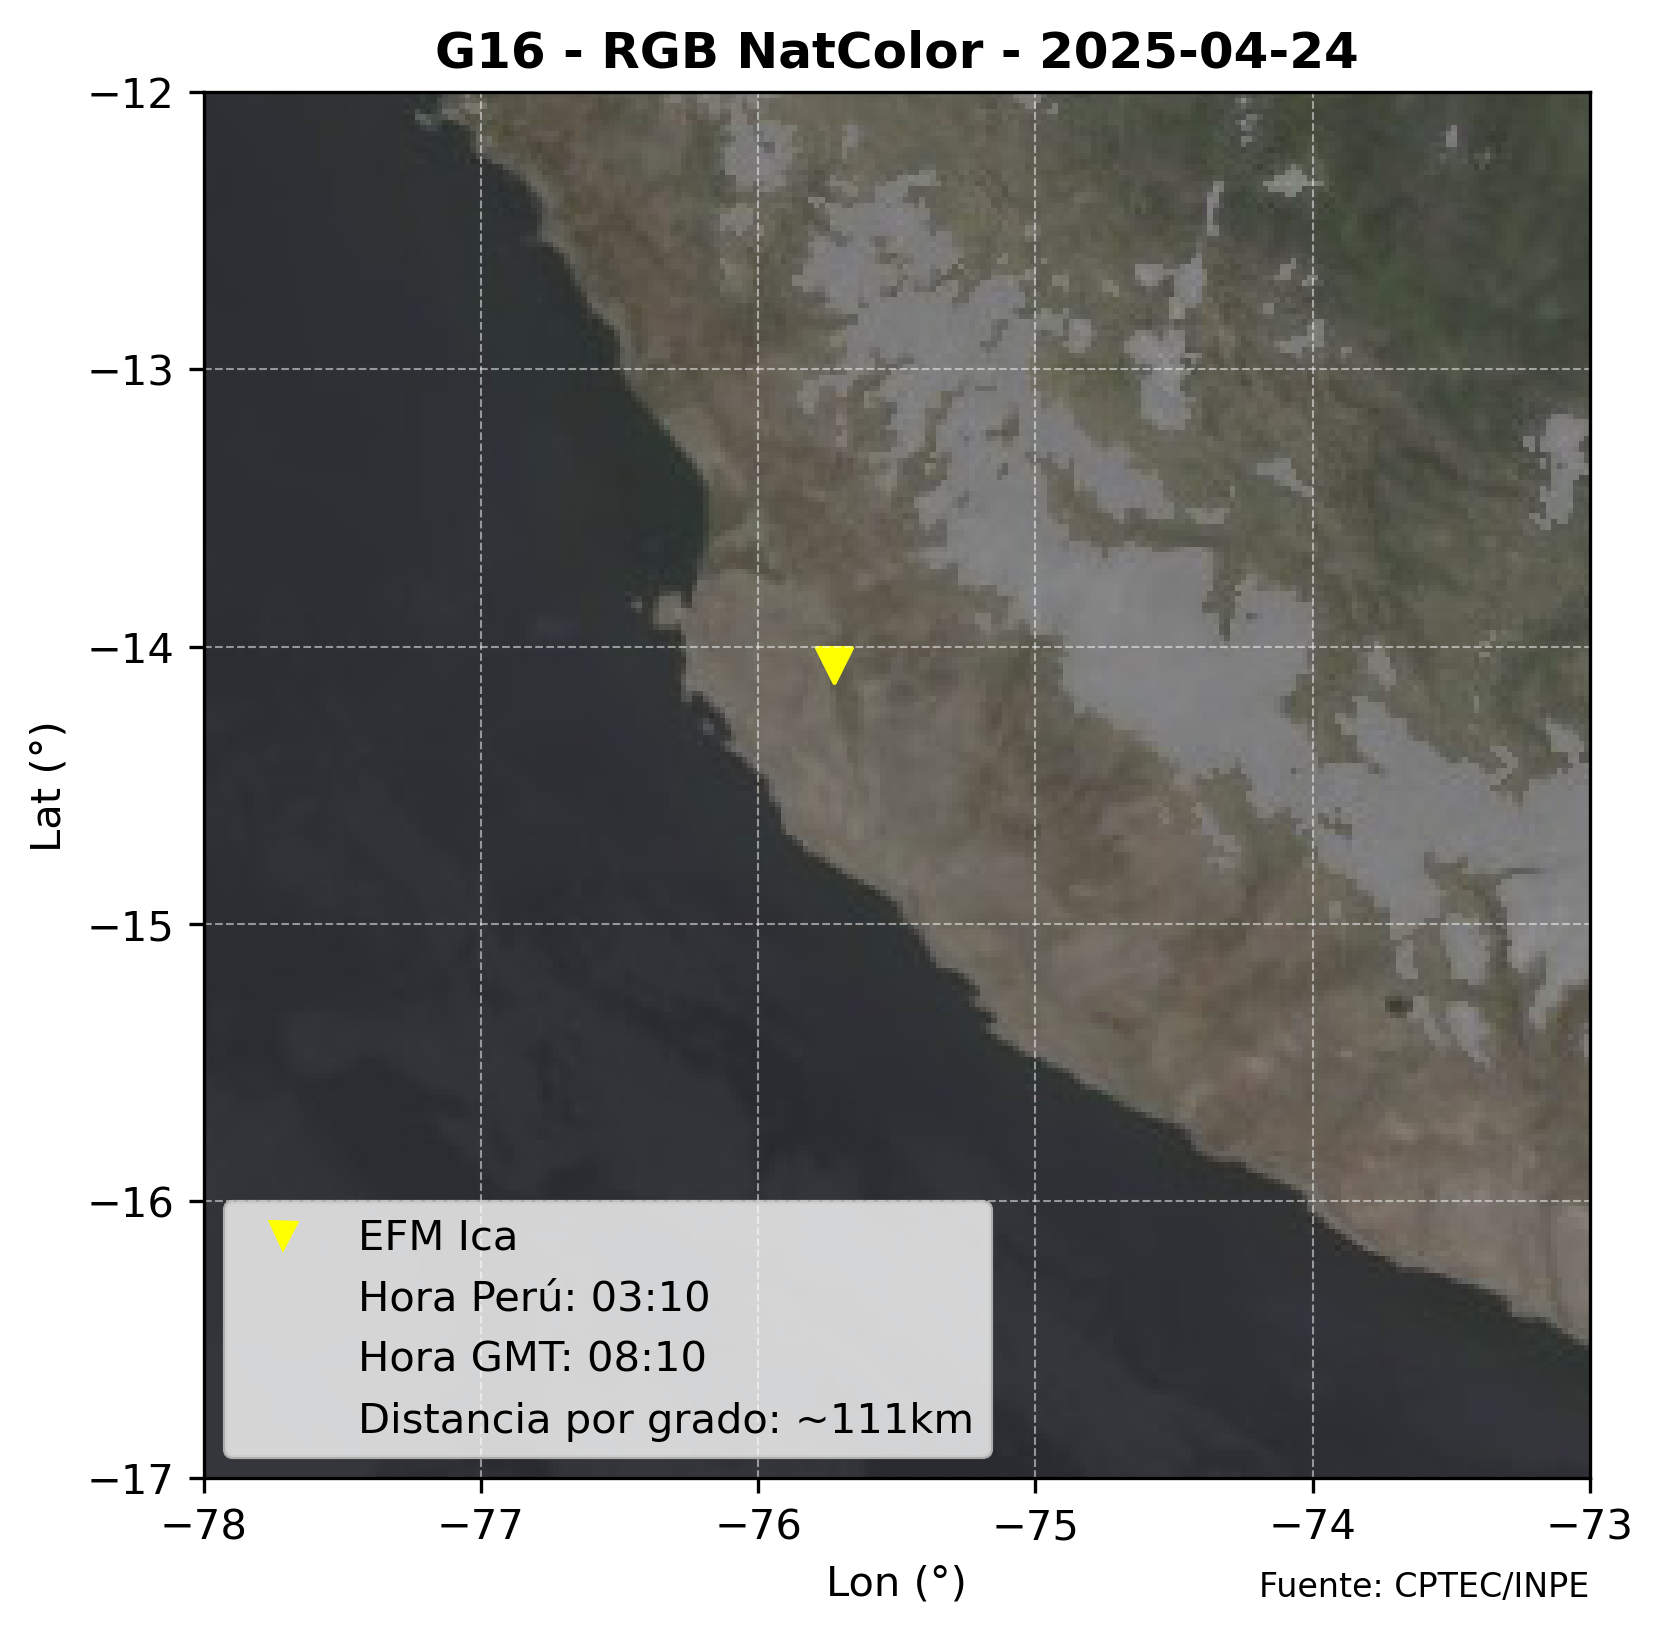 G16 - RGB NatColor - 2025-04-24
−12
−13
−14
−15
−16
−17
Lat (°)
EFM Ica
Hora Perú: 03:10
Hora GMT: 08:10
Distancia por grado: ~111km
−78
−77
−76
−75
−74
−73
Lon (°)
Fuente: CPTEC/INPE